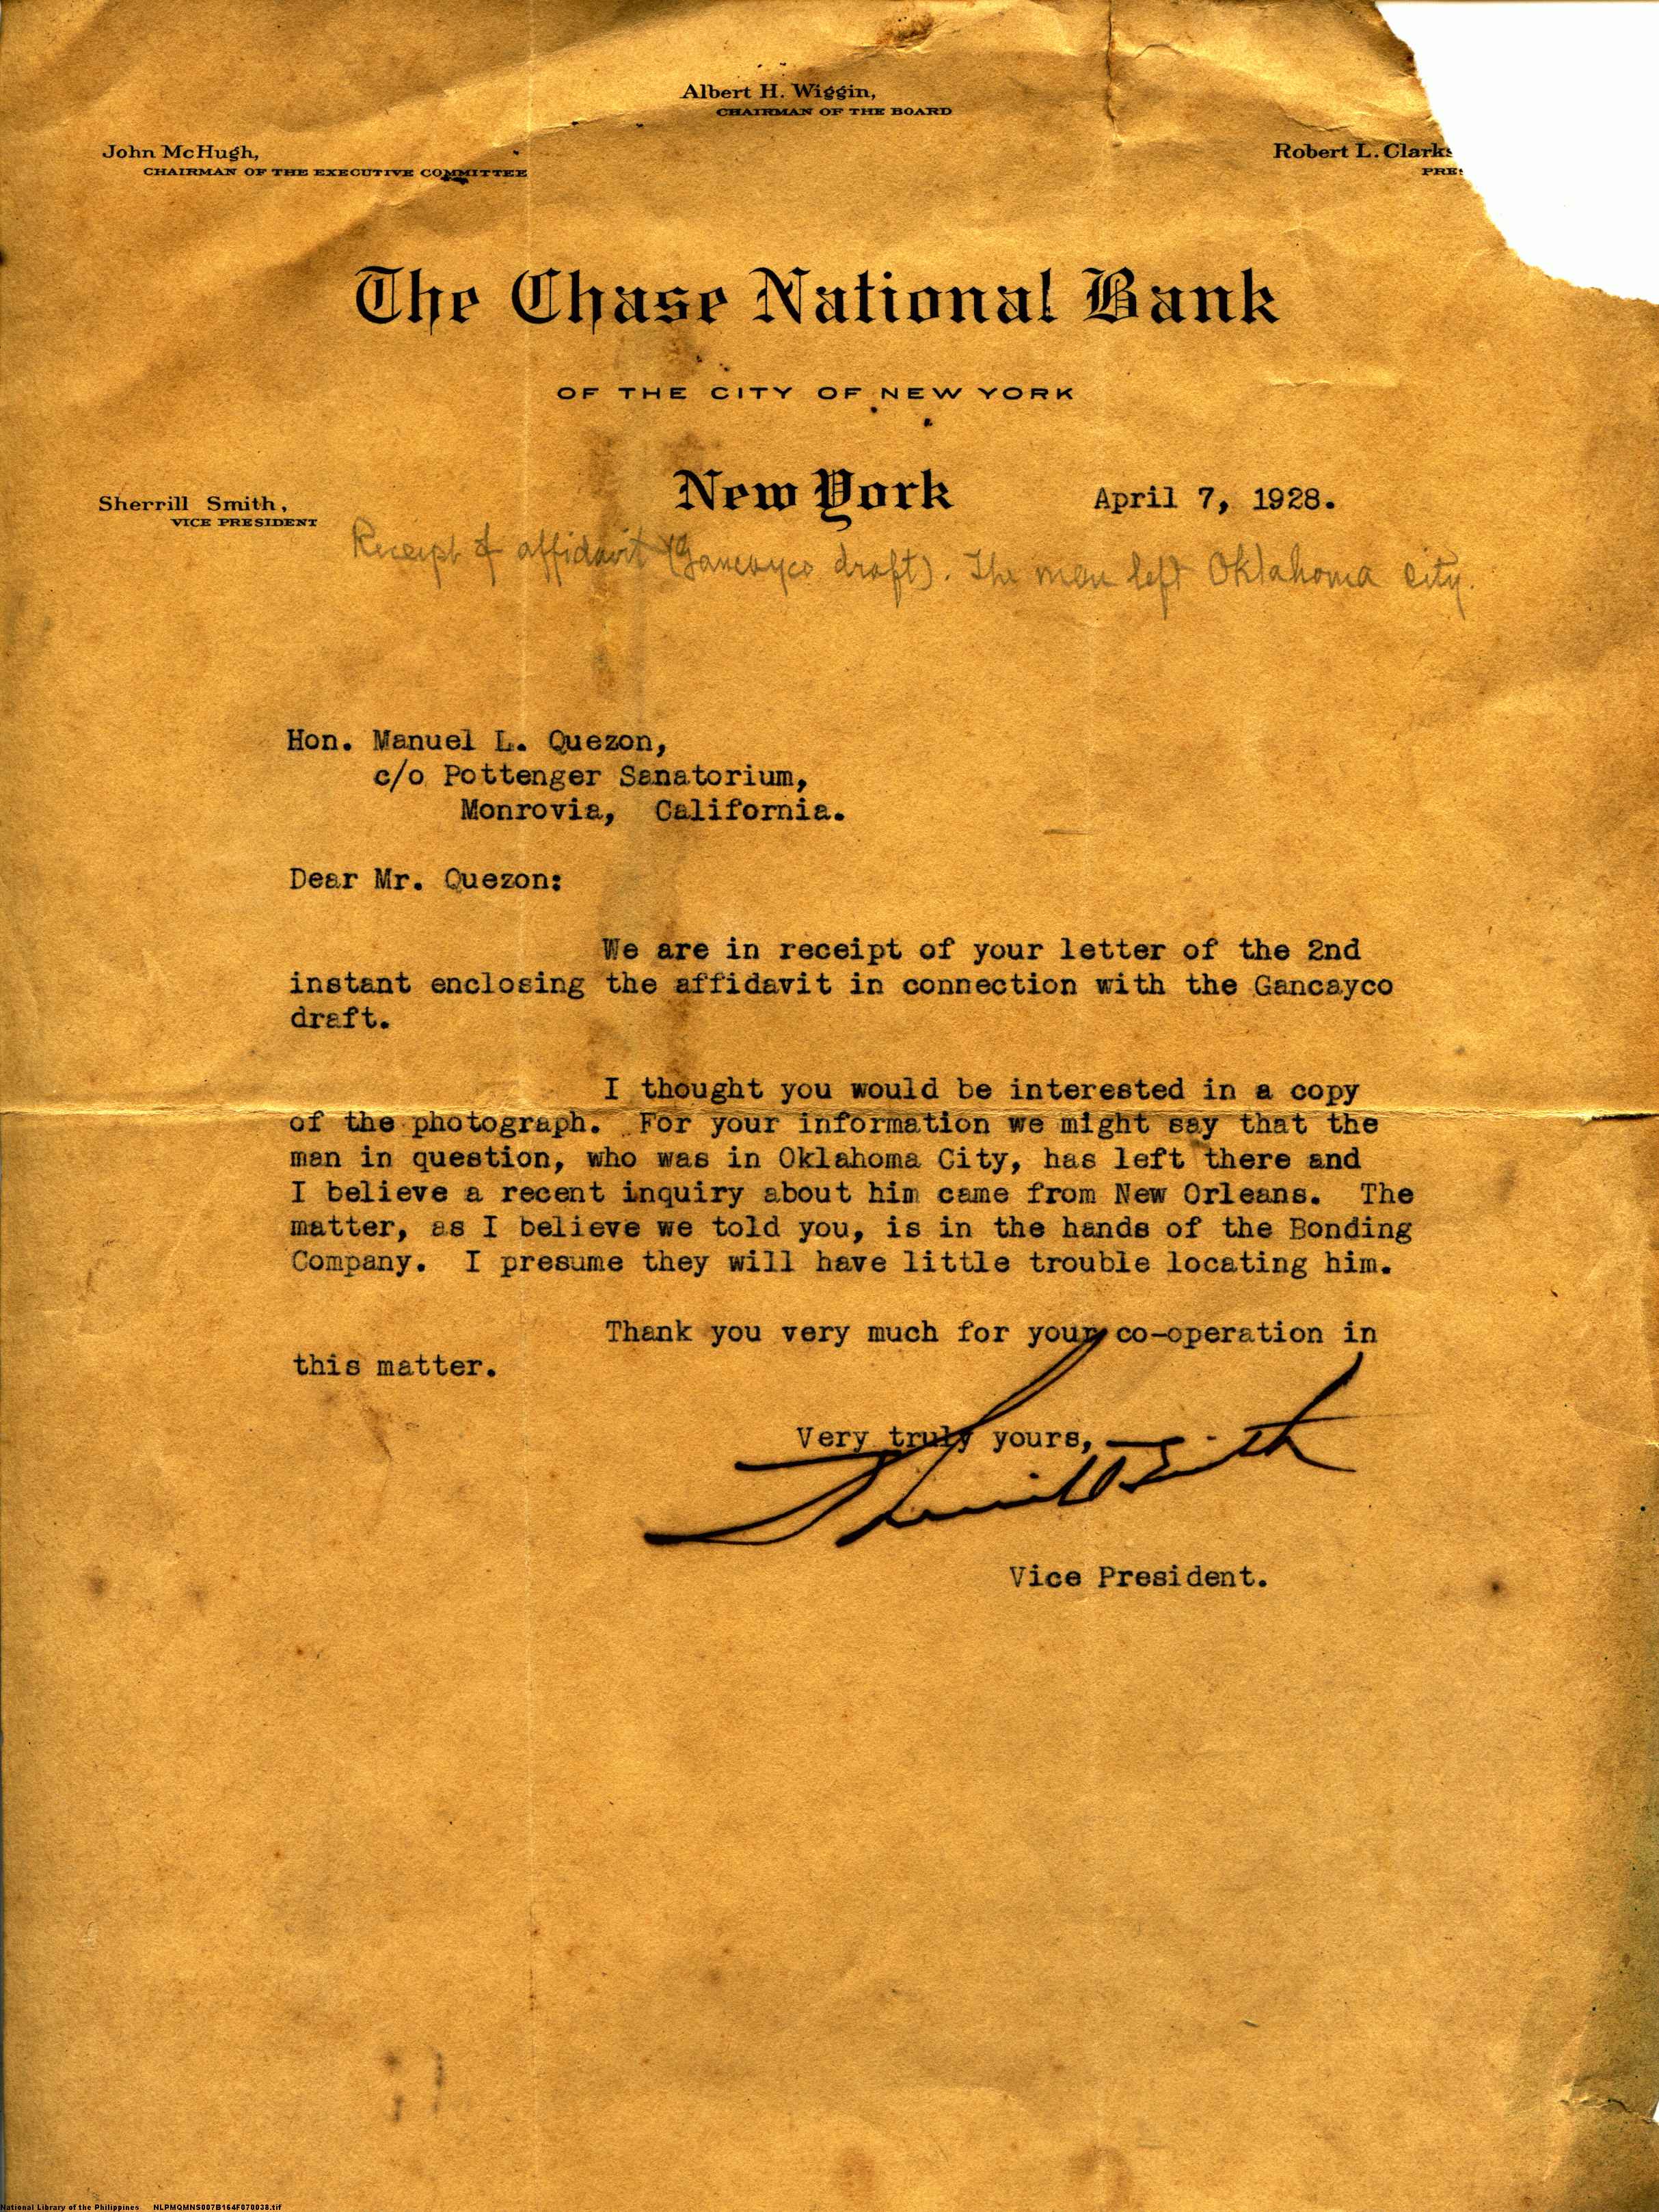 Albert H. Wiggin,
CHAIRMAN OF THE BOARD
John McHugh,
CHAIRMAN OF THE EXECUTIVE COMMITTEE
Robert L. Clarks
PRES
The Chase National Bank
OF THE CITY OF NEW YORK
Sherrill Smith,
VICE PRESIDENT
New York
April 7, 1928.
Receipt of affidavit (Gancayco draft). The man left Oklahoma city.
Hon. Manuel L. Quezon,
c/o Pottenger Sanatorium,
Monrovia, California.
Dear Mr. Quezon:
We are in receipt of your letter of the 2nd
instant enclosing the affidavit in connection with the Gancayco
draft.
I thought you would be interested in a copy
of the photograph. For your information we might say that the
man in question, who was in Oklahoma City, has left there and
I believe a recent inquiry about him came from New Orleans. The
matter, as I believe we told you, is in the hands of the Bonding
Company. I presume they will have little trouble locating him.
Thank you very much for your co-operation in
this matter.
Very truly yours,
Sherrill Smith
Vice President.
National Library of the Philippines NLPMQMNS007B164F070038.tif